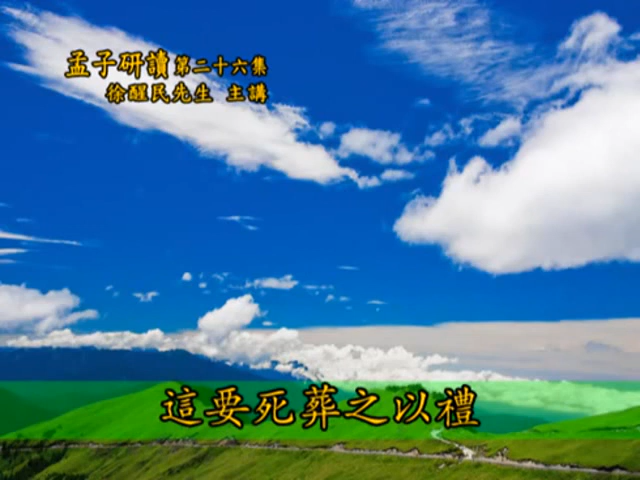 孟子研讀第二十六集
徐醒民先生 主講
這要死葬之以禮